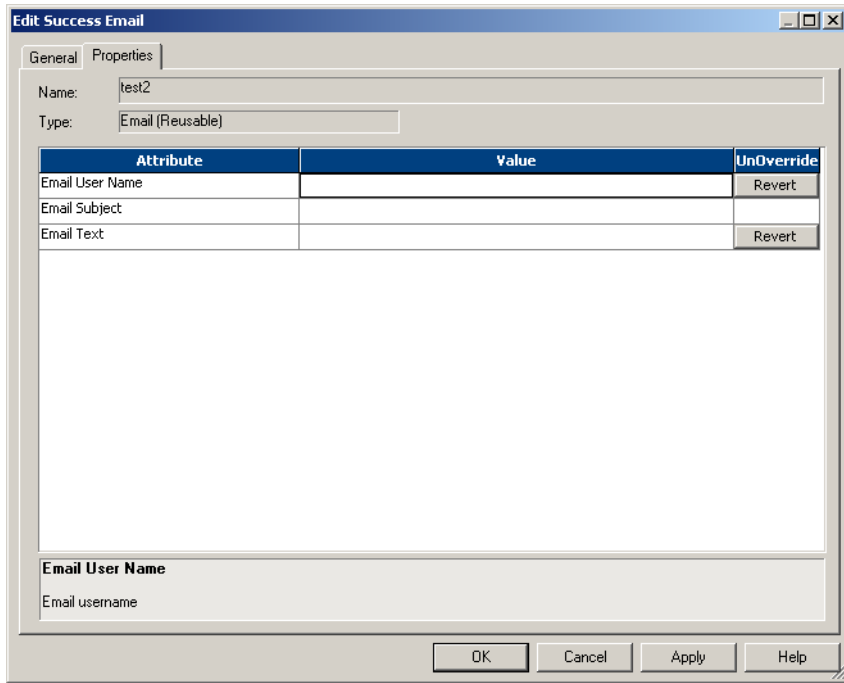 Edit Success Email
General Properties
Name: test2
Type: Email (Reusable)
Attribute Value UnOverride
Email User Name Revert
Email Subject
Email Text Revert
Email User Name
Email username
OK Cancel Apply Help